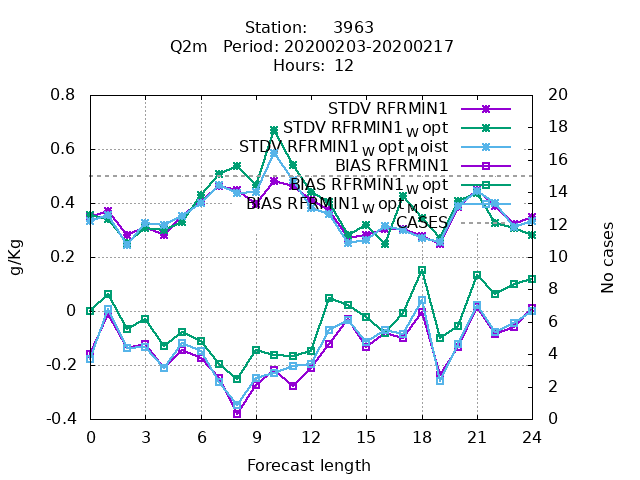 Station: 3963
Q2m Period: 20200203-20200217
Hours: 12
0.8
0.6
0.4
0.2
0
-0.2
-0.4
20
18
16
14
12
10
8
6
4
2
0
STDV RFRMIN1
STDV RFRMIN1_W opt
STDV RFRMIN1_W opt_M oist
BIAS RFRMIN1
BIAS RFRMIN1_W opt
BIAS RFRMIN1_W opt_M oist
CASES
g/Kg
No cases
0 3 6 9 12 15 18 21 24
Forecast length